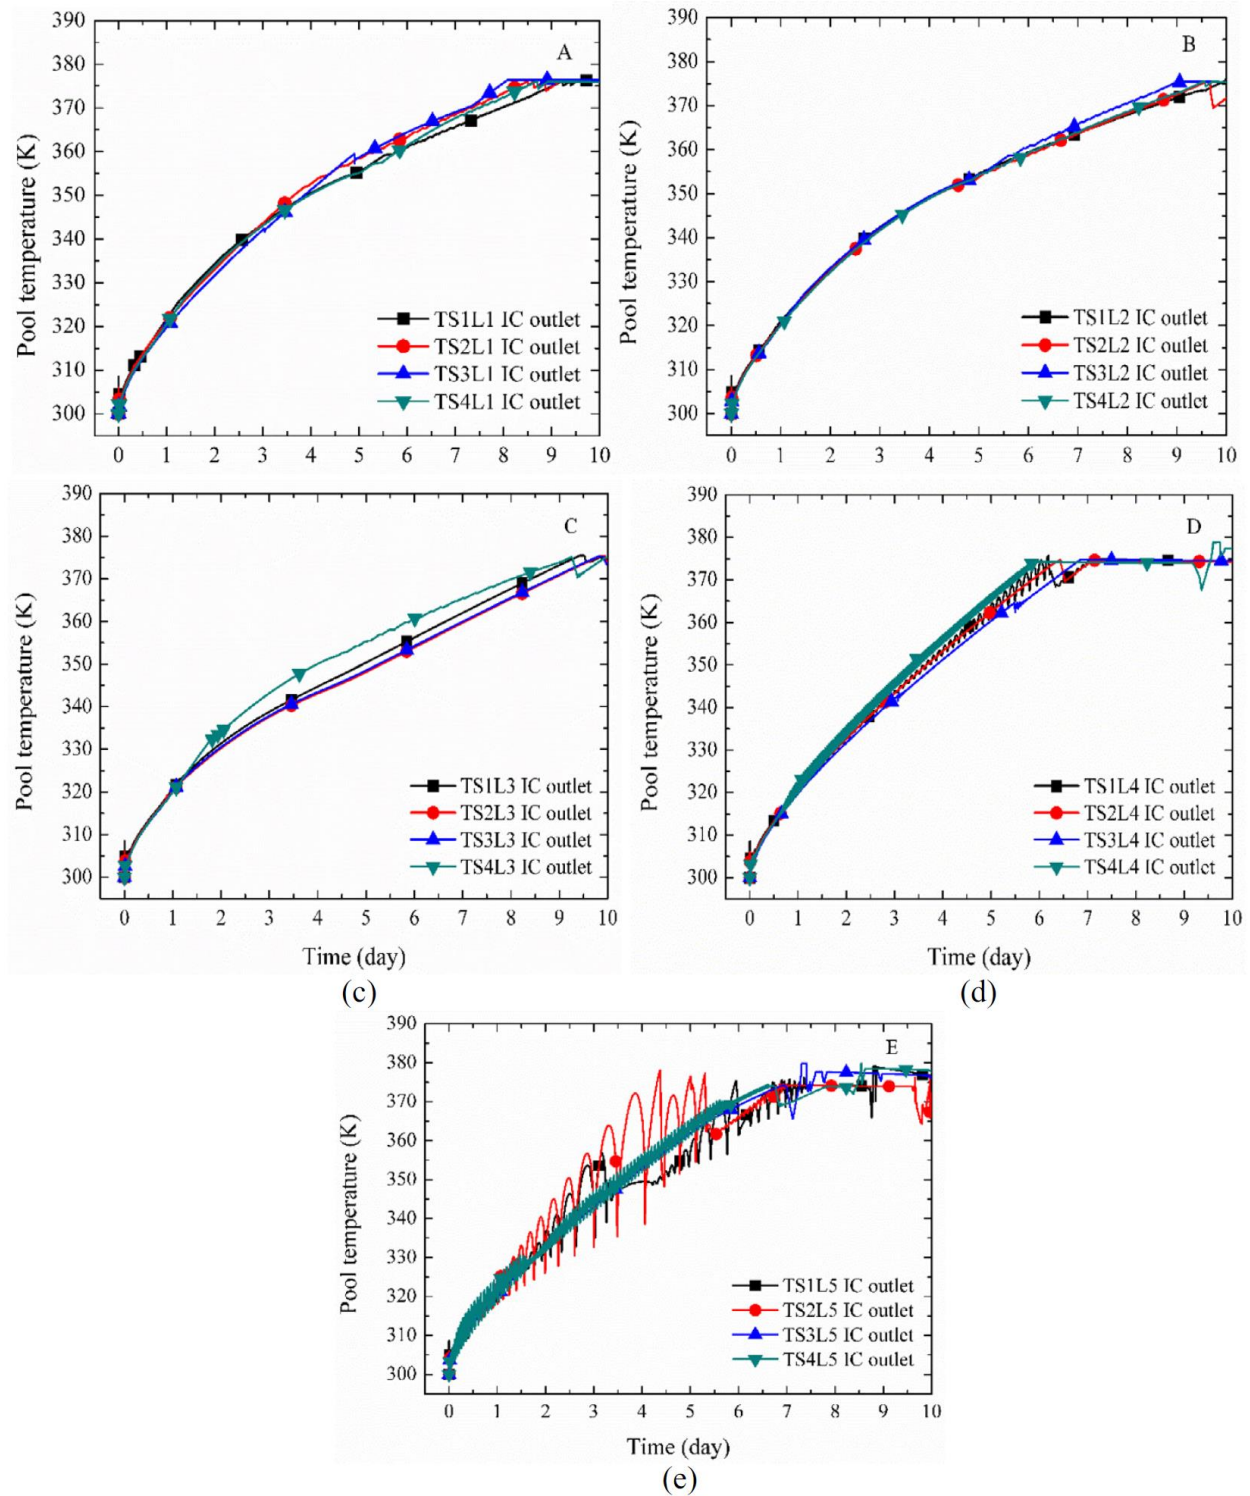 A
Pool temperature (K)
390
380
370
360
350
340
330
320
310
300
0 1 2 3 4 5 6 7 8 9 10
TS1L1 IC outlet
TS2L1 IC outlet
TS3L1 IC outlet
TS4L1 IC outlet
B
Pool temperature (K)
390
380
370
360
350
340
330
320
310
300
0 1 2 3 4 5 6 7 8 9 10
TS1L2 IC outlet
TS2L2 IC outlet
TS3L2 IC outlet
TS4L2 IC outlet
C
Pool temperature (K)
390
380
370
360
350
340
330
320
310
300
0 1 2 3 4 5 6 7 8 9 10
TS1L3 IC outlet
TS2L3 IC outlet
TS3L3 IC outlet
TS4L3 IC outlet
Time (day)
(c)
D
Pool temperature (K)
390
380
370
360
350
340
330
320
310
300
0 1 2 3 4 5 6 7 8 9 10
TS1L4 IC outlet
TS2L4 IC outlet
TS3L4 IC outlet
TS4L4 IC outlet
Time (day)
(d)
E
Pool temperature (K)
390
380
370
360
350
340
330
320
310
300
0 1 2 3 4 5 6 7 8 9 10
TS1L5 IC outlet
TS2L5 IC outlet
TS3L5 IC outlet
TS4L5 IC outlet
Time (day)
(e)